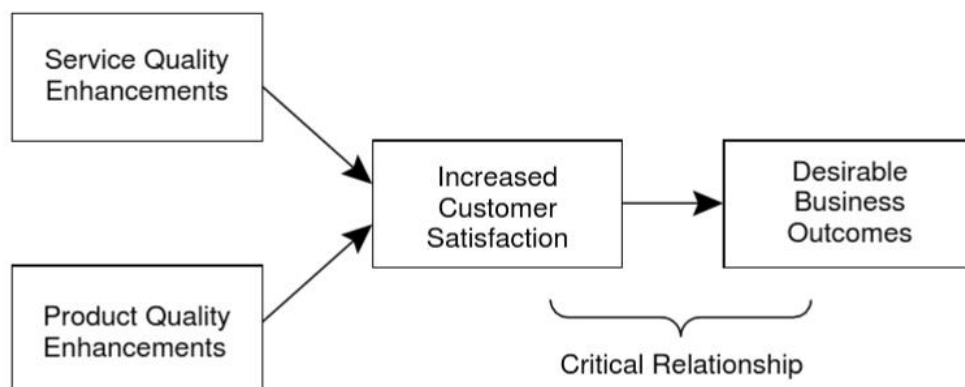 Service Quality
Enhancements
Increased
Customer
Satisfaction
Desirable
Business
Outcomes
Product Quality
Enhancements
Critical Relationship